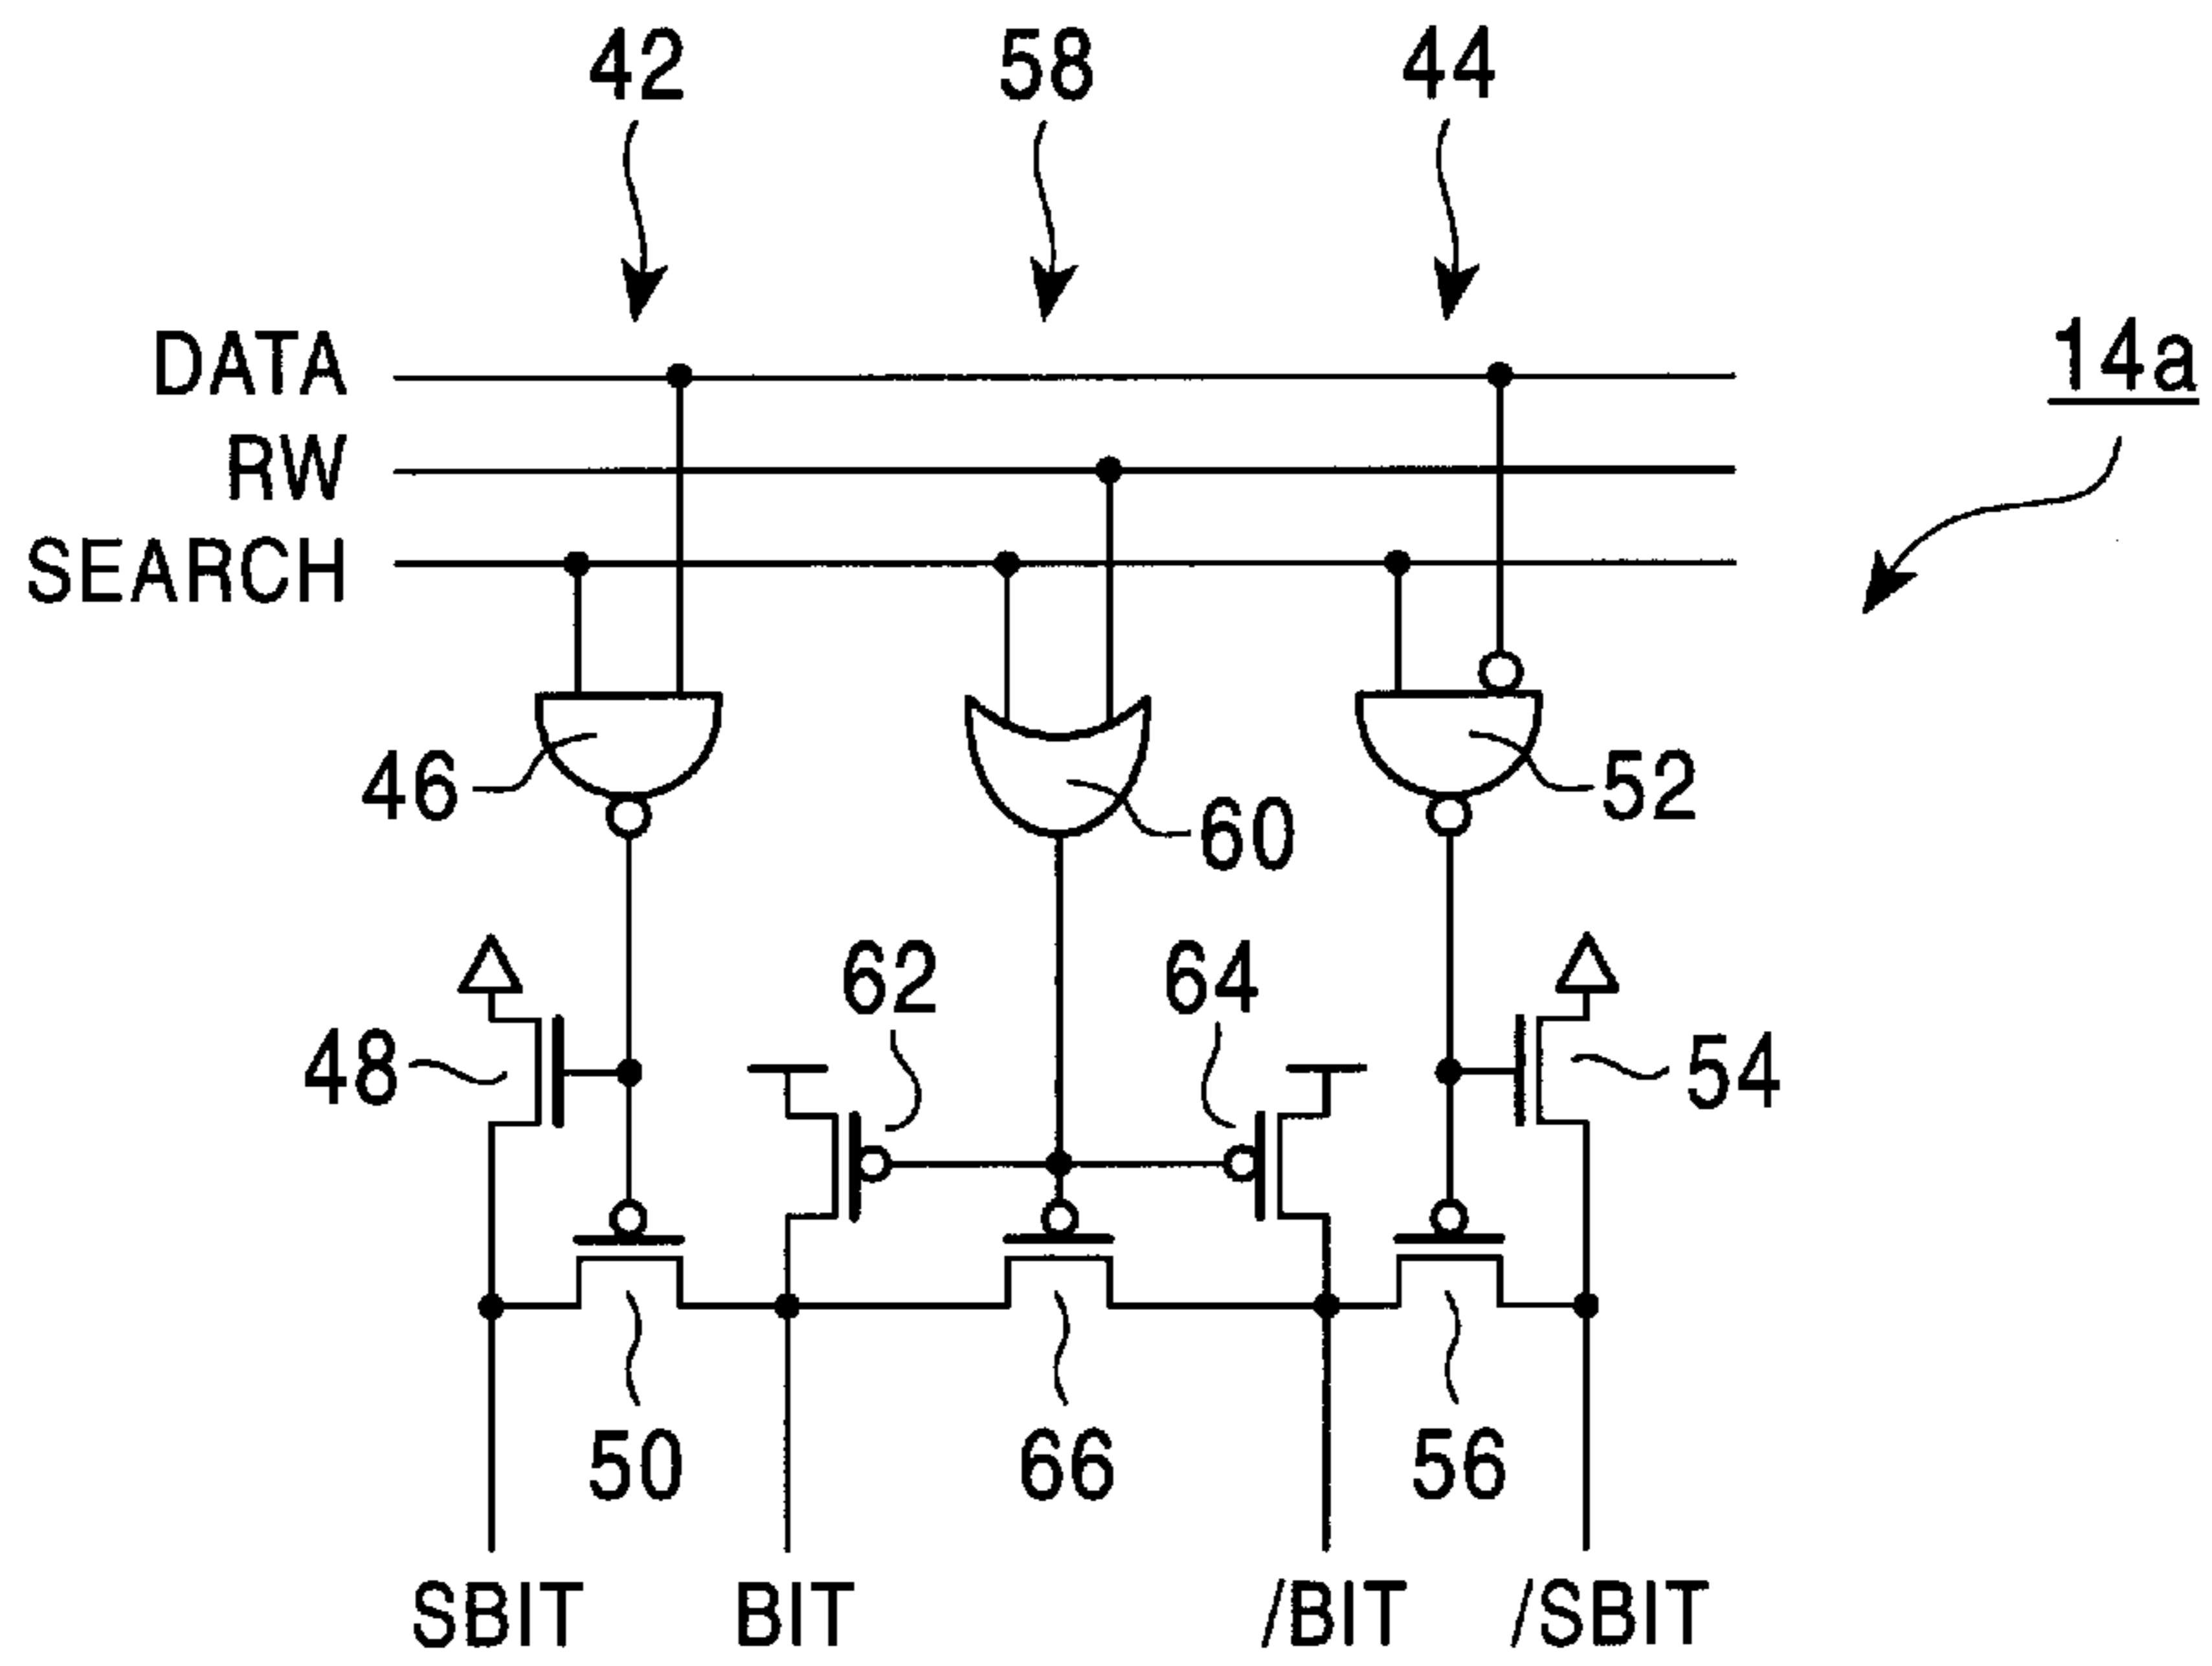 42 58 44
DATA
14a
RW
SEARCH
46 52
60
62 64
48 54
50 66 56
SBIT BIT /BIT /SBIT